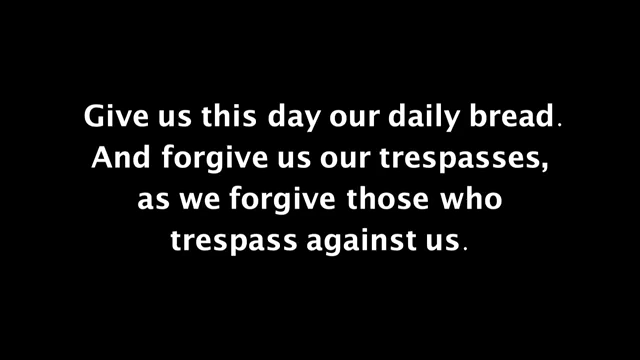 Give us this day our daily bread.
And forgive us our trespasses,
as we forgive those who
trespass against us.